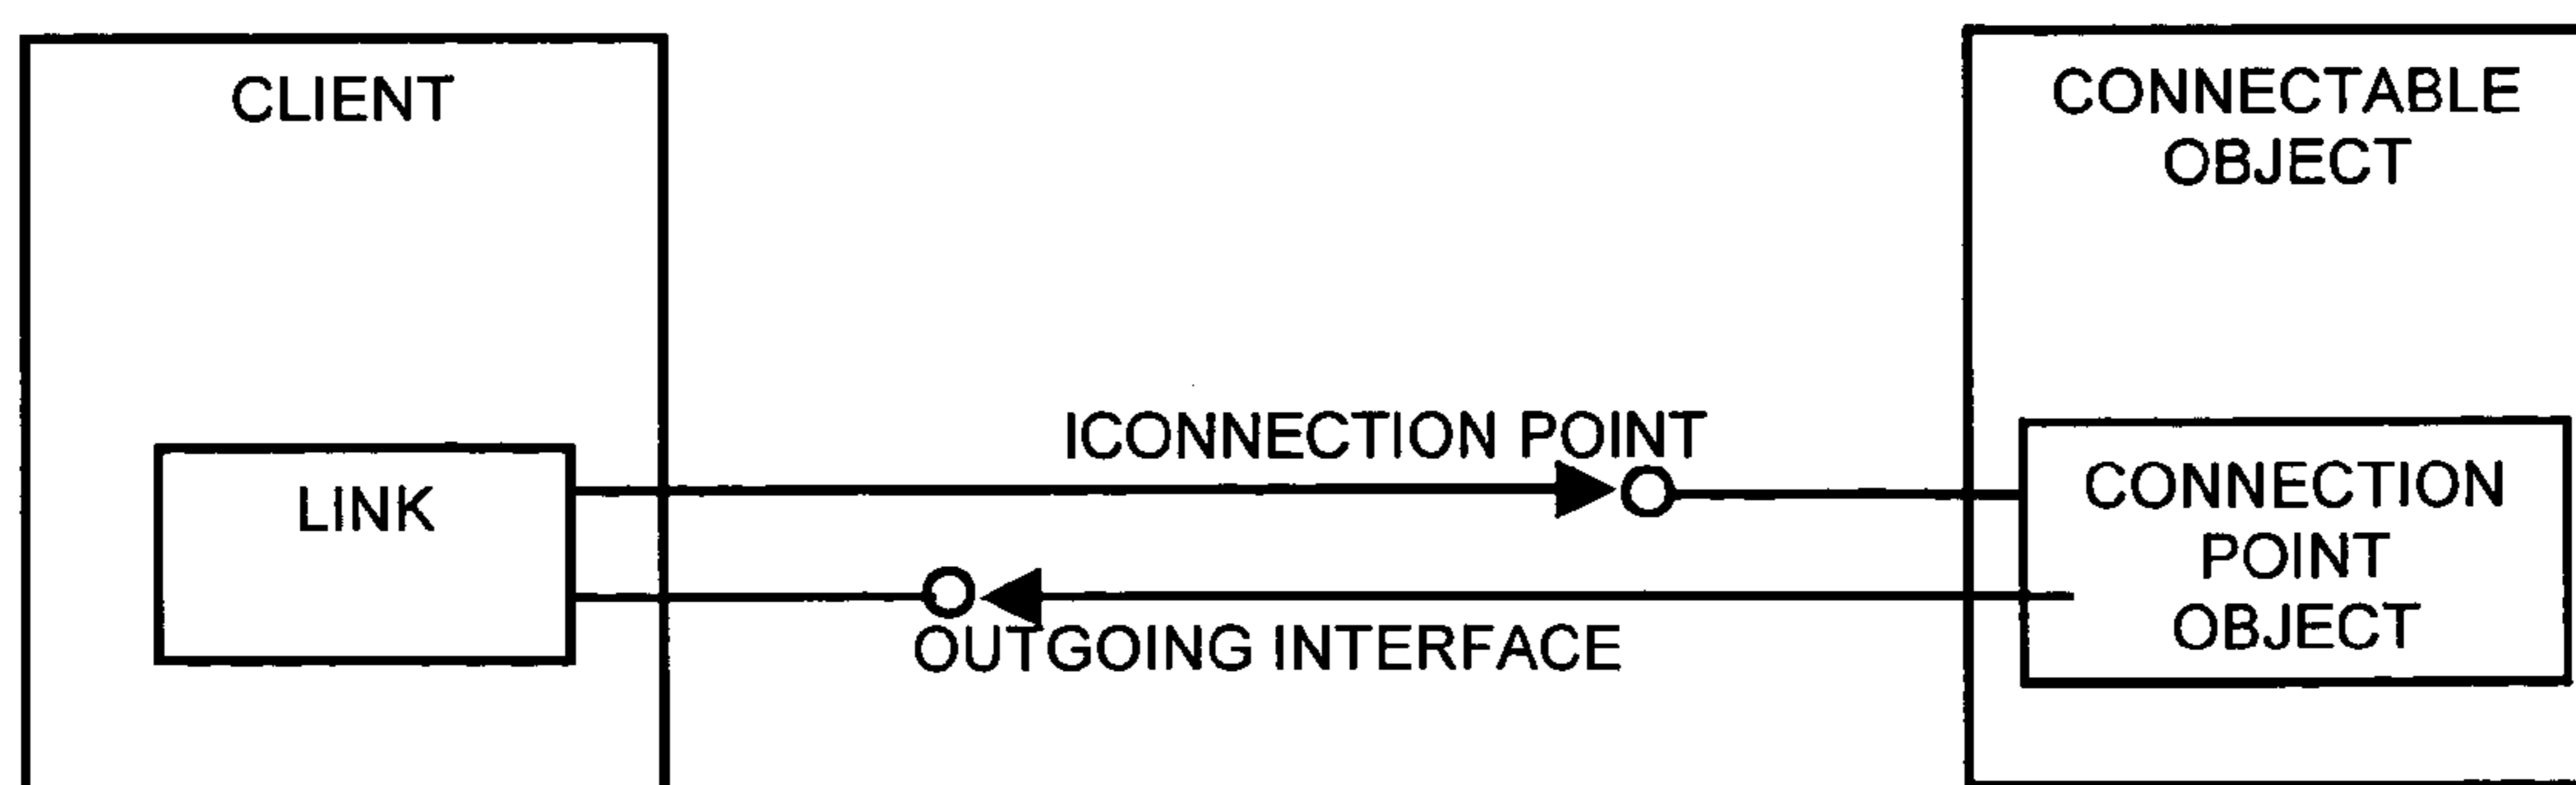 CLIENT
CONNECTABLE
OBJECT
ICONNECTION POINT
LINK
CONNECTION
POINT
OBJECT
OUTGOING INTERFACE